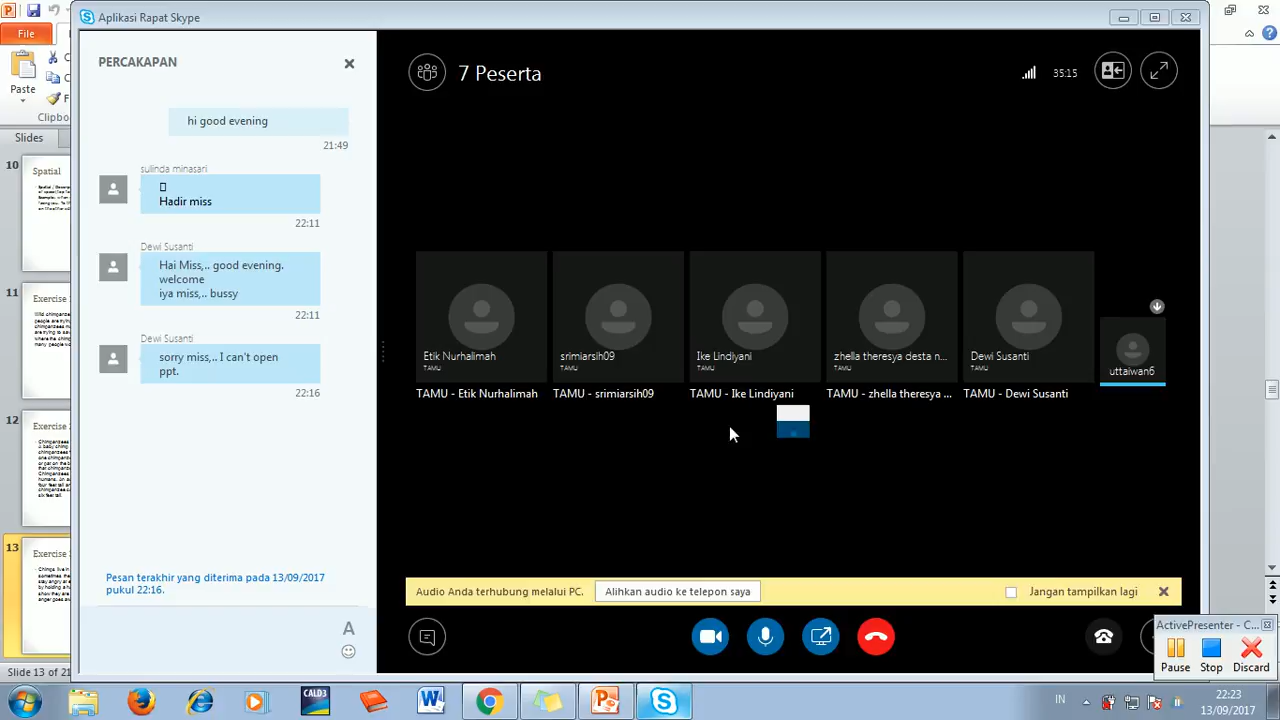 Aplikasi Rapat Skype
File
Paste
Clipb
Slides
10
Spatial
11
Exercise
12
13
Exercise
Slide 13 of 21
PERCAKAPAN
hi good evening
21:49
sulinda minasari
Hadir miss
22:11
Dewi Susanti
Hai Miss,.. good evening.
welcome
iya miss,.. bussy
22:11
Dewi Susanti
sorry miss,.. I can't open
ppt.
22:16
Pesan terakhir yang diterima pada 13/09/2017
pukul 22:16.
A
7 Peserta
35:15
Etik Nurhalimah
TAMU
TAMU - Etik Nurhalimah
srimiarsih09
TAMU
TAMU - srimiarsih09
Ike Lindiyani
TAMU
TAMU - Ike Lindiyani
zhella theresya desta n...
TAMU
TAMU - zhella theresya ...
Dewi Susanti
TAMU
TAMU - Dewi Susanti
uttaiwan6
Audio Anda terhubung melalui PC.
Alihkan audio ke telepon saya
Jangan tampilkan lagi
ActivePresenter - C...
Pause
Stop
Discard
CALD3
IN
22:23
13/09/2017